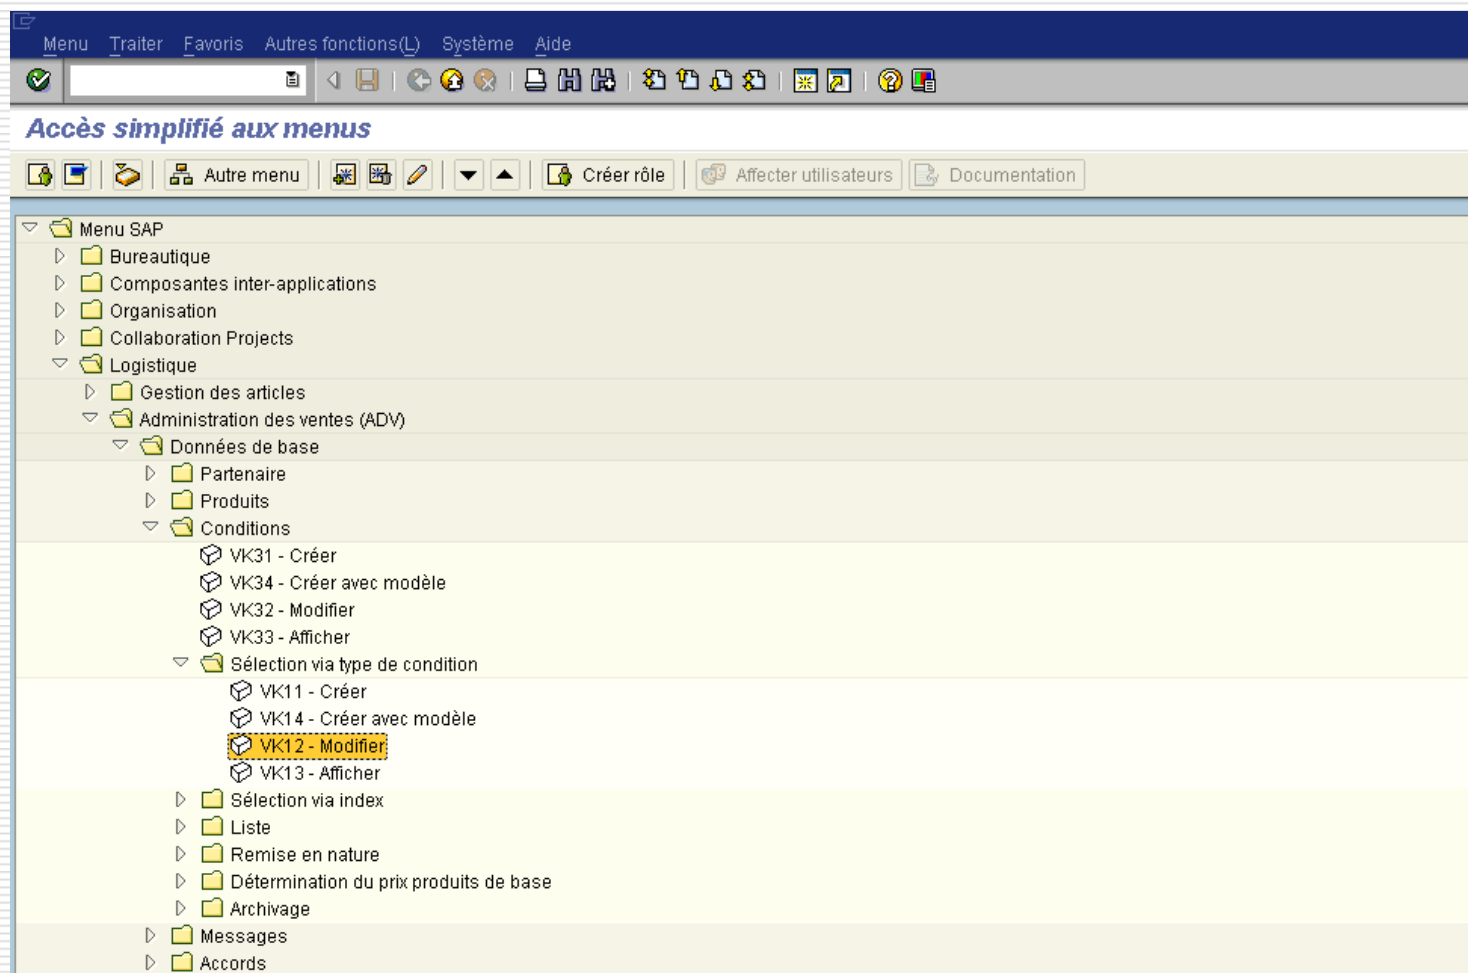 Menu Traiter Favoris Autres fonctions(L) Système Aide
Accès simplifié aux menus
Autre menu Créer rôle Affecter utilisateurs Documentation
Menu SAP
Bureautique
Composantes inter-applications
Organisation
Collaboration Projects
Logistique
Gestion des articles
Administration des ventes (ADV)
Données de base
Partenaire
Produits
Conditions
VK31 - Créer
VK34 - Créer avec modèle
VK32 - Modifier
VK33 - Afficher
Sélection via type de condition
VK11 - Créer
VK14 - Créer avec modèle
VK12 - Modifier
VK13 - Afficher
Sélection via index
Liste
Remise en nature
Détermination du prix produits de base
Archivage
Messages
Accords